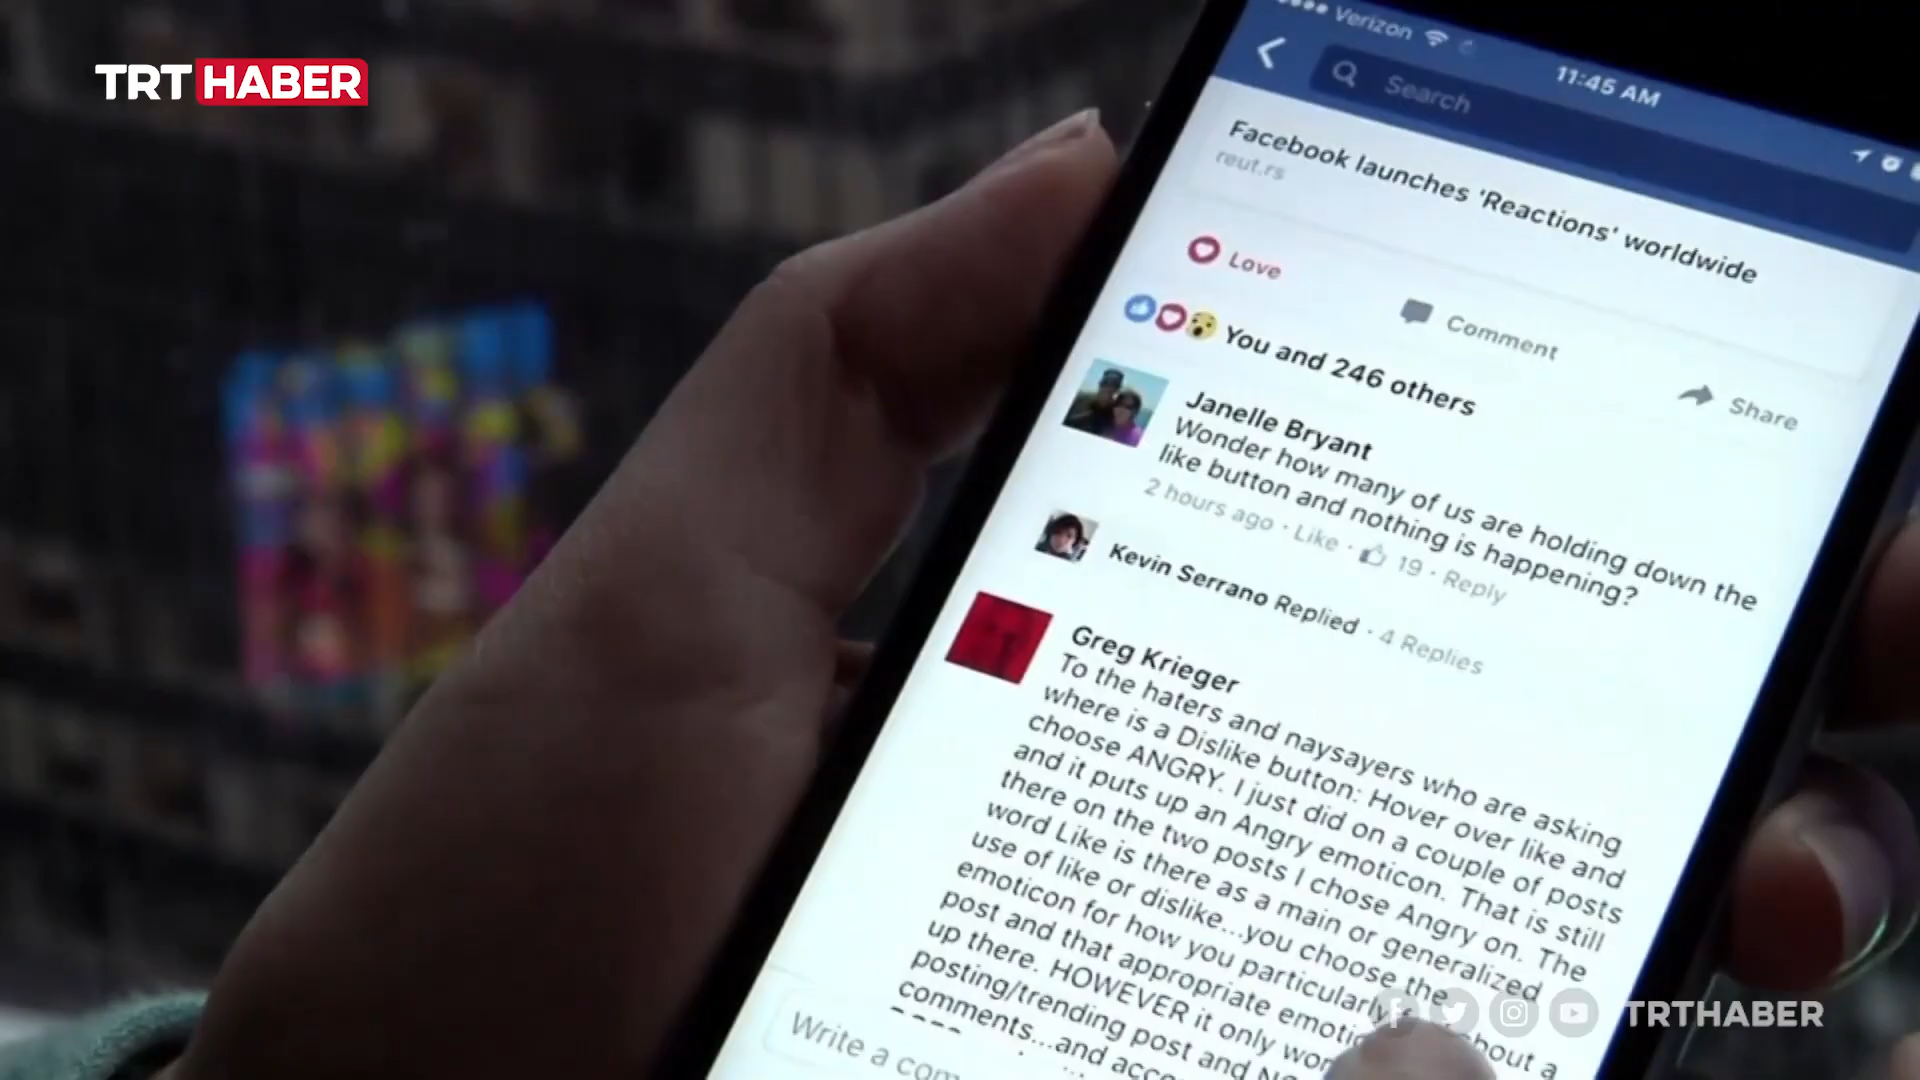 TRT HABER
Verizon
11:45 AM
Search
Facebook launches 'Reactions' worldwide
reut.rs
Love
Comment
Share
You and 246 others
Janelle Bryant
Wonder how many of us are holding down the
like button and nothing is happening?
2 hours ago · Like · 19 · Reply
Kevin Serrano Replied · 4 Replies
Greg Krieger
To the haters and naysayers who are asking
where is a Dislike button: Hover over like and
choose ANGRY. I just did on a couple of posts
and it puts up an Angry emoticon. That is still
there on the two posts I chose Angry on. The
word Like is there as a main or generalized
use of like or dislike...you choose the
emoticon for how you particularly about a
post and that appropriate
up there. HOWEVER it only
posting/trending post and
comments...and
Write a
TRTHABER